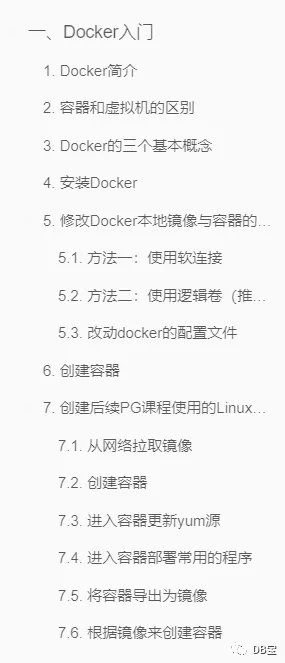 一、Docker入门
1. Docker简介
2. 容器和虚拟机的区别
3. Docker的三个基本概念
4. 安装Docker
5. 修改Docker本地镜像与容器的…
5.1. 方法一：使用软连接
5.2. 方法二：使用逻辑卷（推…
5.3. 改动docker的配置文件
6. 创建容器
7. 创建后续PG课程使用的Linux…
7.1. 从网络拉取镜像
7.2. 创建容器
7.3. 进入容器更新yum源
7.4. 进入容器部署常用的程序
7.5. 将容器导出为镜像
7.6. 根据镜像来创建容器
DB宝